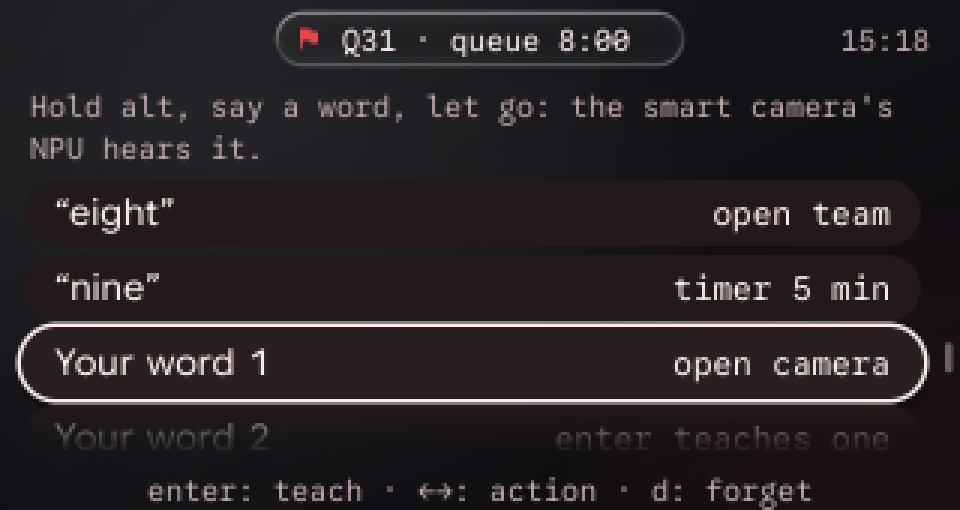 Q31 · queue 8:00
15:18
Hold alt, say a word, let go: the smart camera's
NPU hears it.
“eight” open team
“nine” timer 5 min
Your word 1 open camera
Your word 2 enter teaches one
enter: teach · ↔: action · d: forget